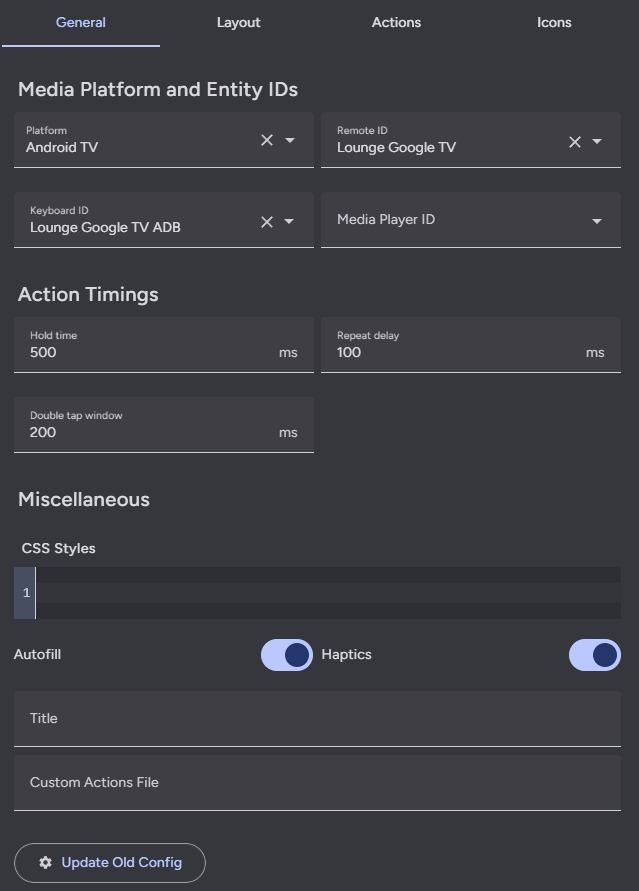 General Layout Actions Icons
Media Platform and Entity IDs
Platform
Android TV
Remote ID
Lounge Google TV
Keyboard ID
Lounge Google TV ADB
Media Player ID
Action Timings
Hold time
500 ms
Repeat delay
100 ms
Double tap window
200 ms
Miscellaneous
CSS Styles
1
Autofill Haptics
Title
Custom Actions File
Update Old Config